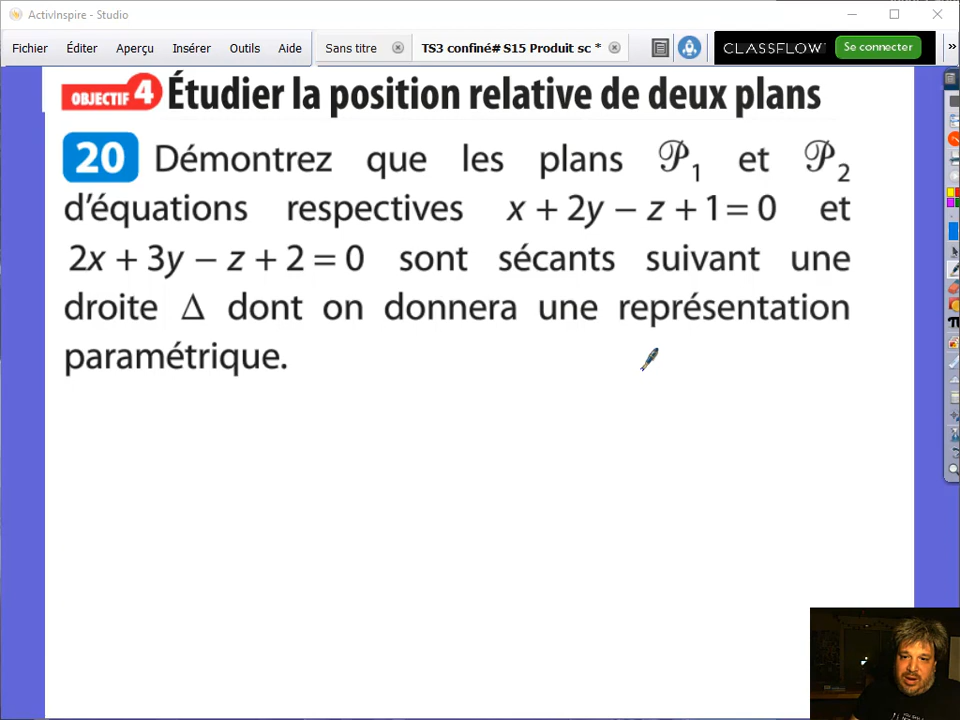 ActivInspire - Studio
Fichier Éditer Aperçu Insérer Outils Aide Sans titre TS3 confiné# S15 Produit sc * CLASSFLOW Se connecter »
OBJECTIF 4 Étudier la position relative de deux plans
20 Démontrez que les plans 𝒫₁ et 𝒫₂
d'équations respectives x + 2y − z + 1 = 0 et
2x + 3y − z + 2 = 0 sont sécants suivant une
droite Δ dont on donnera une représentation
paramétrique.